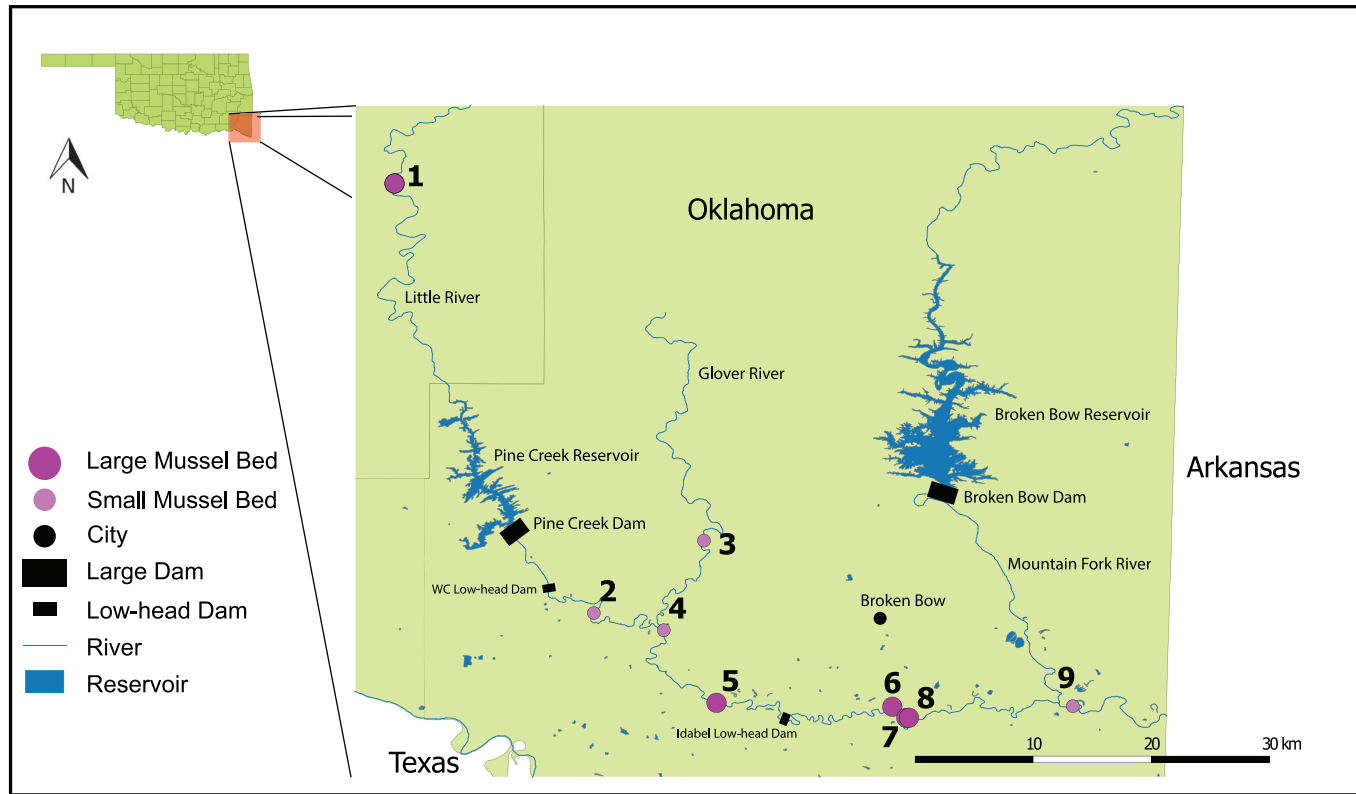 N
1
Oklahoma
Little River
Glover River
Broken Bow Reservoir
Large Mussel Bed
Small Mussel Bed
City
Large Dam
Low-head Dam
River
Reservoir
Pine Creek Reservoir
Arkansas
Broken Bow Dam
Pine Creek Dam
3
Mountain Fork River
WC Low-head Dam
2
4
Broken Bow
5
6
8
9
7
Idabel Low-head Dam
Texas
10
20
30 km